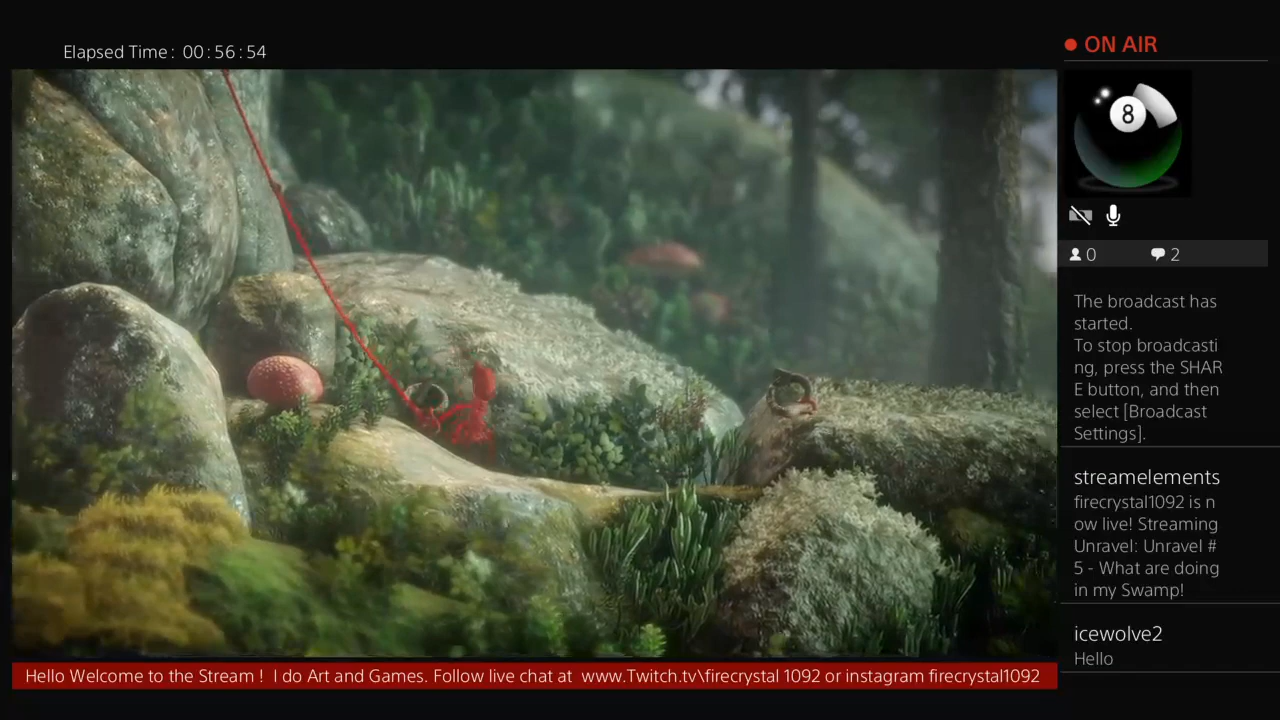 Elapsed Time: 00:56:54
ON AIR
8
0 2
The broadcast has
started.
To stop broadcasti
ng, press the SHAR
E button, and then
select [Broadcast
Settings].
streamelements
firecrystal1092 is n
ow live! Streaming
Unravel: Unravel #
5 - What are doing
in my Swamp!
icewolve2
Hello
Hello Welcome to the Stream ! I do Art and Games. Follow live chat at www.Twitch.tv\firecrystal 1092 or instagram firecrystal1092